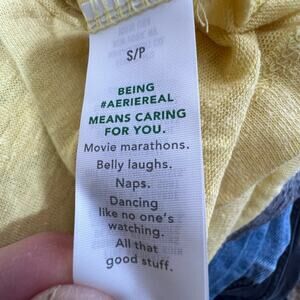 S/P
BEING
#AERIEREAL
MEANS CARING
FOR YOU.
Movie marathons.
Belly laughs.
Naps.
Dancing
like no one's
watching.
All that
good stuff.